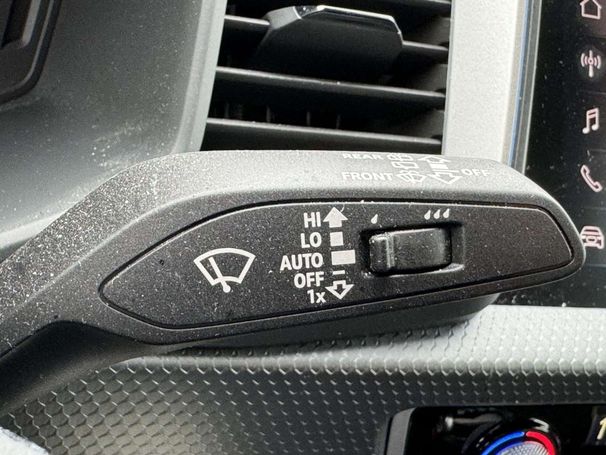 REAR
FRONT OFF
HI
LO
AUTO
OFF
1x